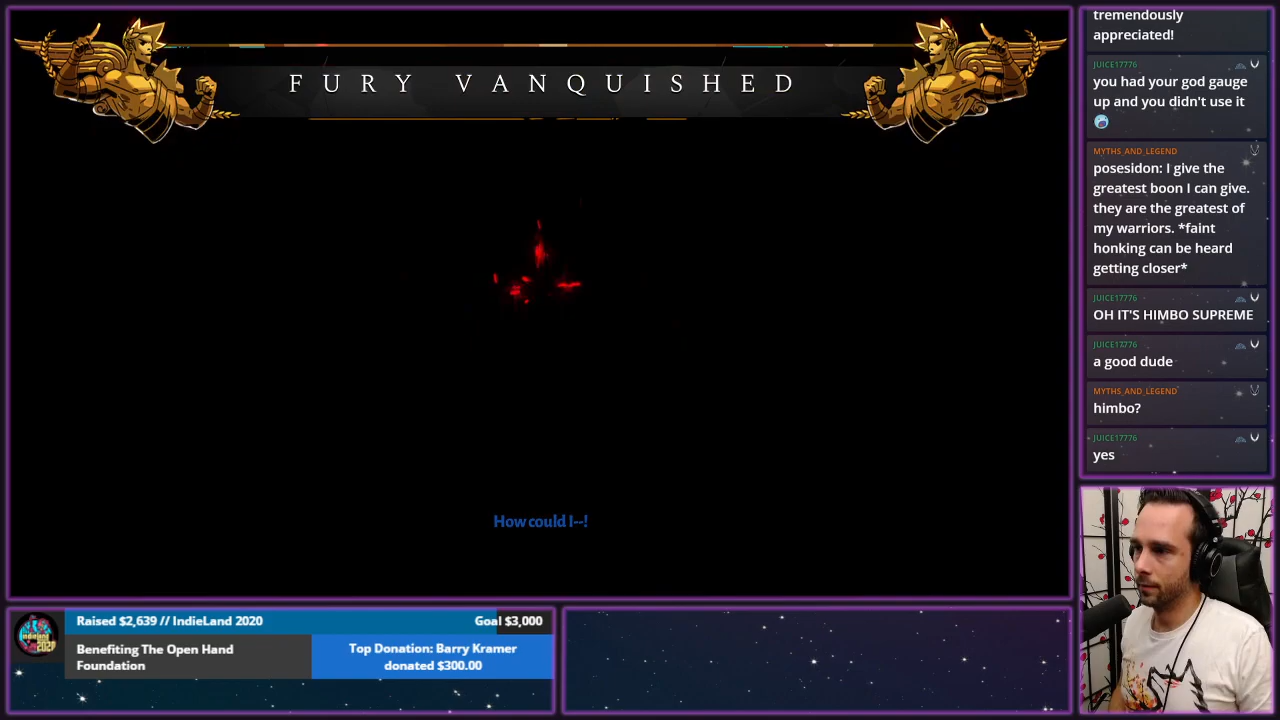 FURY VANQUISHED
How could I--!
tremendously
appreciated!
JUICE17776
you had your god gauge
up and you didn't use it
MYTHS_AND_LEGEND
posesidon: I give the
greatest boon I can give.
they are the greatest of
my warriors. *faint
honking can be heard
getting closer*
JUICE17776
OH IT'S HIMBO SUPREME
JUICE17776
a good dude
MYTHS_AND_LEGEND
himbo?
JUICE17776
yes
Raised $2,639 // IndieLand 2020
Goal $3,000
Benefiting The Open Hand
Foundation
Top Donation: Barry Kramer
donated $300.00